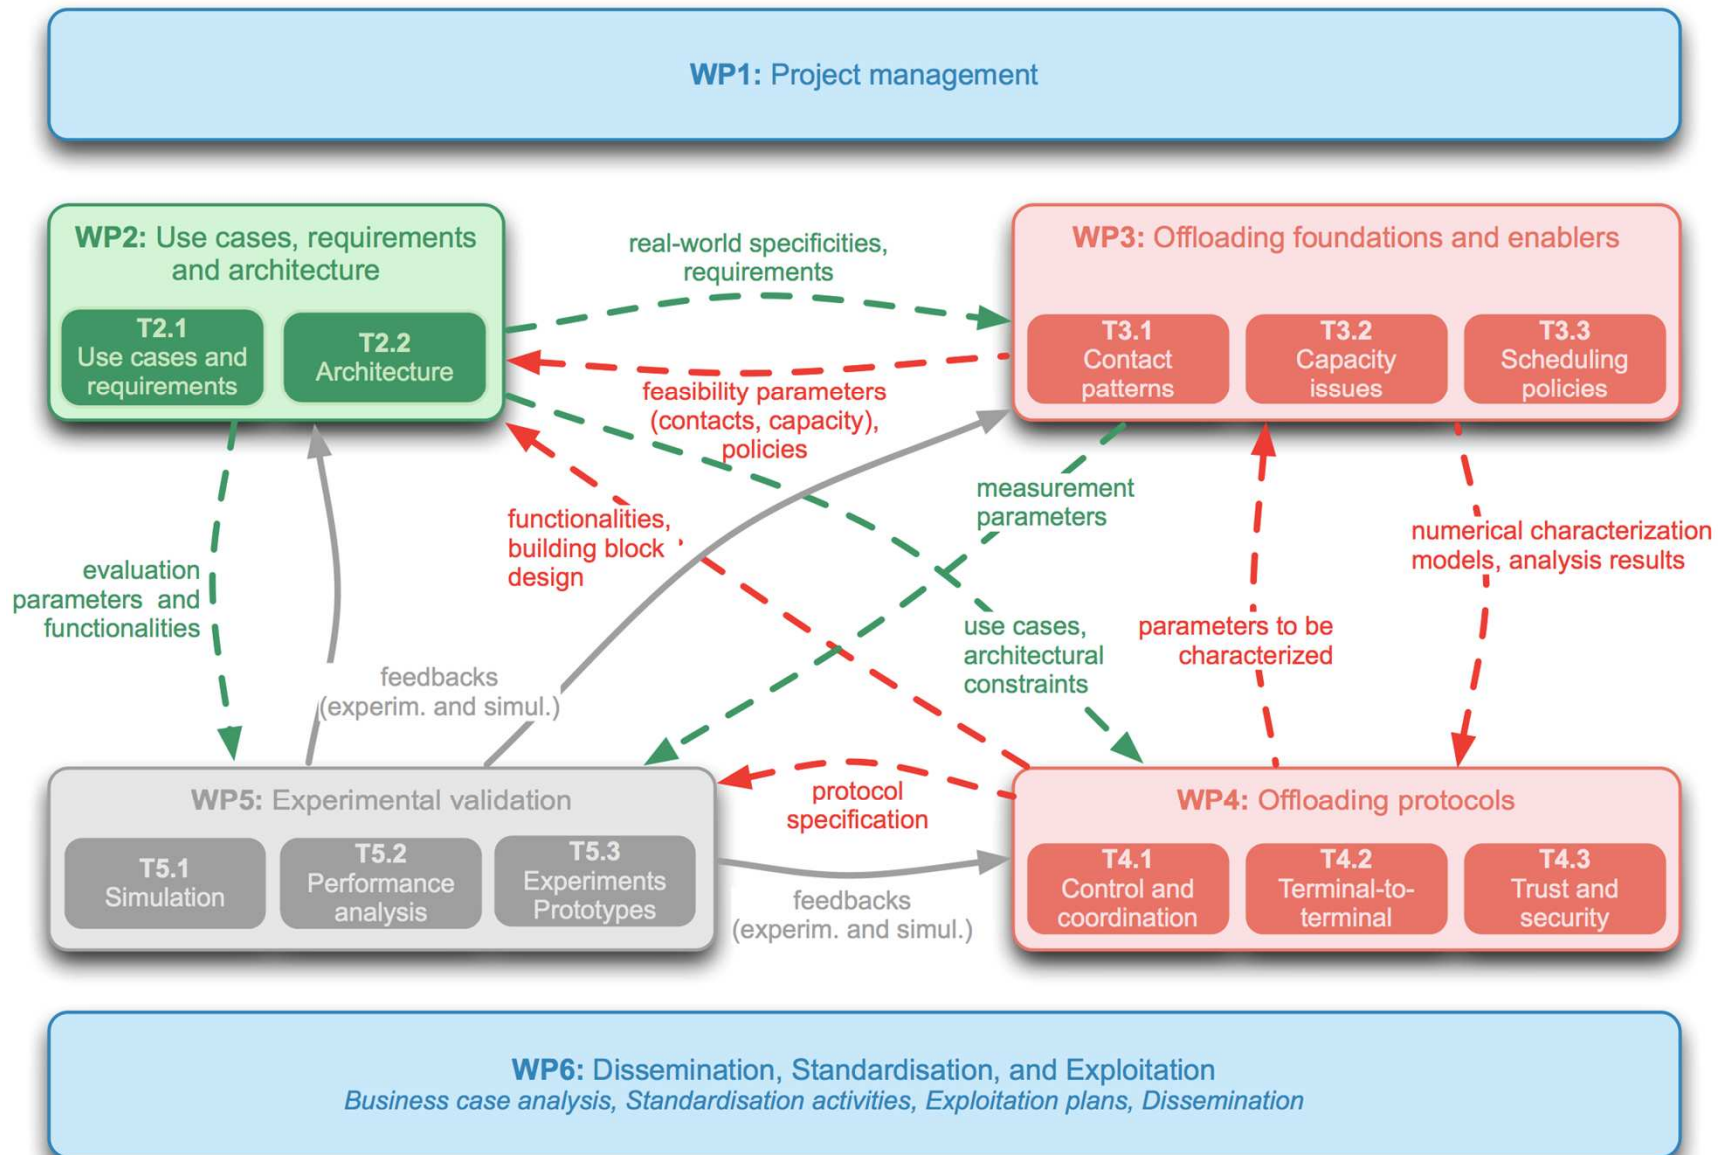 WP1: Project management
WP2: Use cases, requirements
and architecture
T2.1
Use cases and
requirements
T2.2
Architecture
real-world specificities,
requirements
WP3: Offloading foundations and enablers
T3.1
Contact
patterns
T3.2
Capacity
issues
T3.3
Scheduling
policies
feasibility parameters
(contacts, capacity),
policies
functionalities,
building block
design
measurement
parameters
numerical characterization
models, analysis results
evaluation
parameters and
functionalities
use cases,
architectural
constraints
parameters to be
characterized
feedbacks
(experim. and simul.)
WP5: Experimental validation
T5.1
Simulation
T5.2
Performance
analysis
T5.3
Experiments
Prototypes
protocol
specification
feedbacks
(experim. and simul.)
WP4: Offloading protocols
T4.1
Control and
coordination
T4.2
Terminal-to-
terminal
T4.3
Trust and
security
WP6: Dissemination, Standardisation, and Exploitation
Business case analysis, Standardisation activities, Exploitation plans, Dissemination